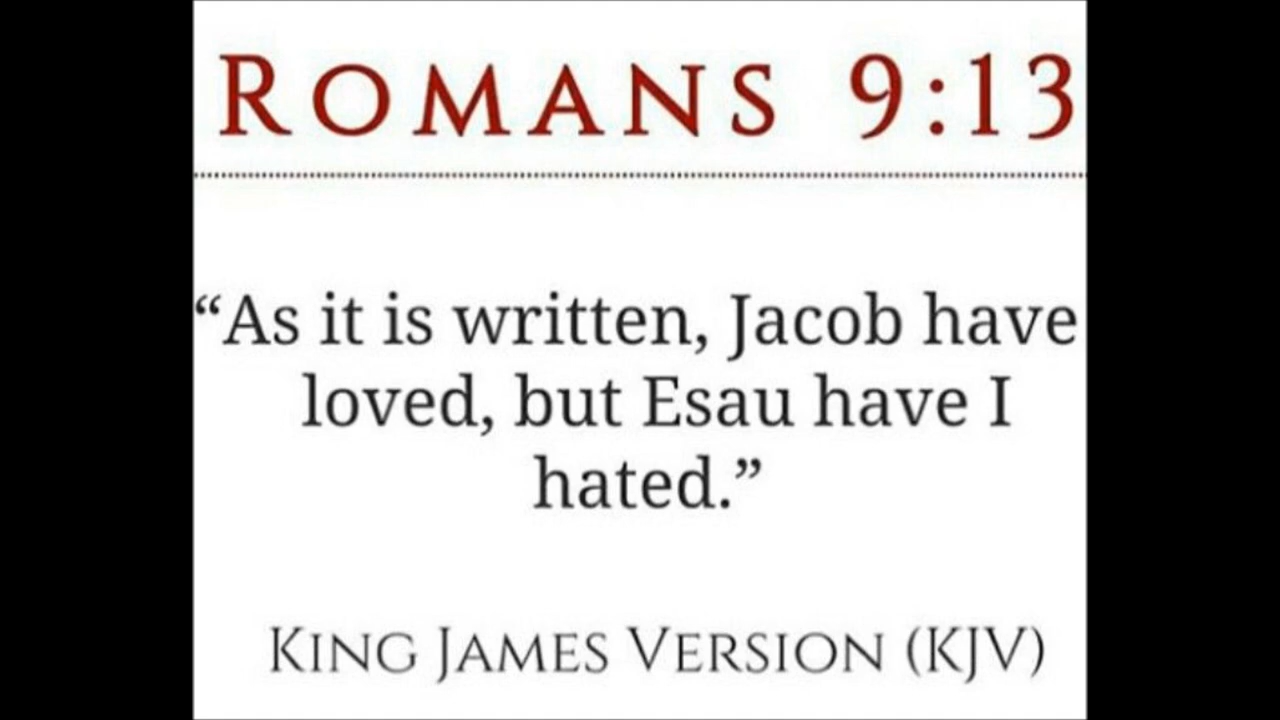 Romans 9:13
“As it is written, Jacob have
loved, but Esau have I
hated.”
King James Version (KJV)